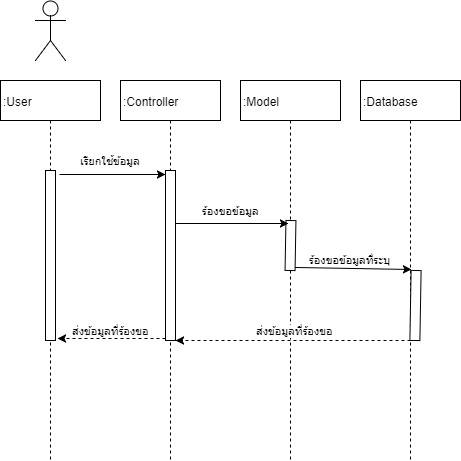 :User
:Controller
:Model
:Database
เรียกใช้ข้อมูล
ร้องขอข้อมูล
ร้องขอข้อมูลที่ระบุ
ส่งข้อมูลที่ร้องขอ
ส่งข้อมูลที่ร้องขอ